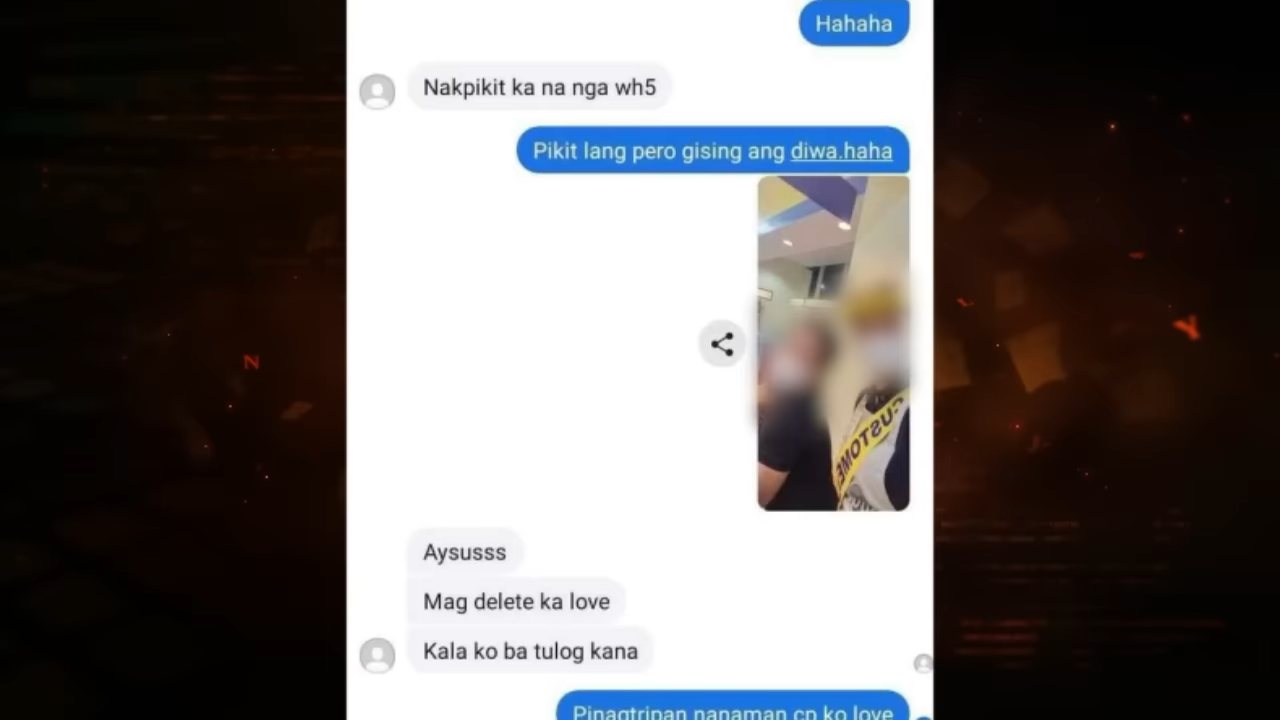 Hahaha
Nakpikit ka na nga wh5
Pikit lang pero gising ang diwa.haha
CUSTOME
Aysusss
Mag delete ka love
Kala ko ba tulog kana
Pinagtripan nanaman cp ko love